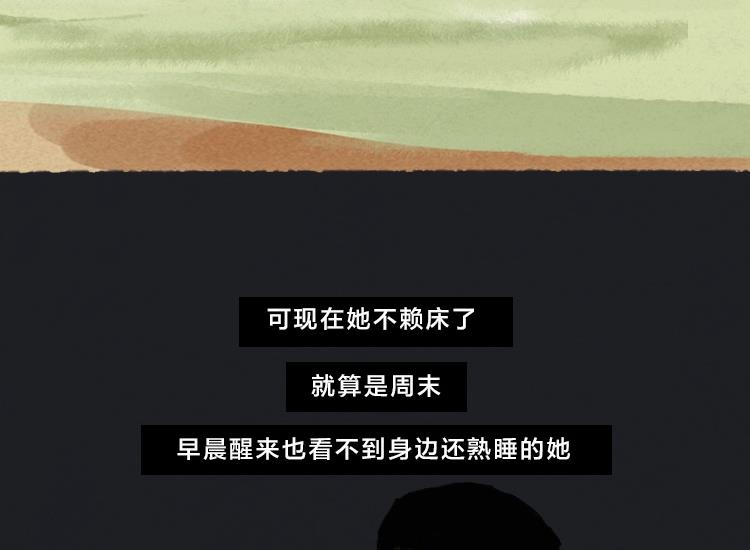 可现在她不赖床了
就算是周末
早晨醒来也看不到身边还熟睡的她